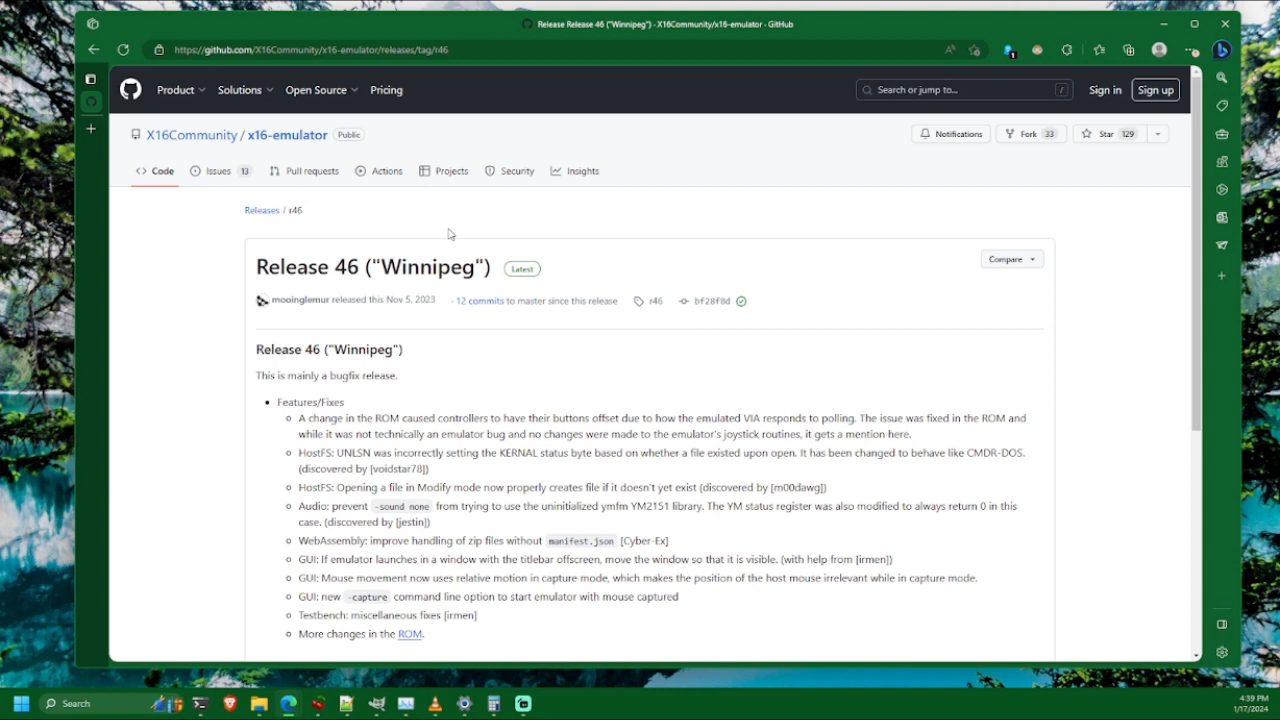 Release Release 46 ("Winnipeg") · X16Community/x16-emulator · GitHub
https://github.com/X16Community/x16-emulator/releases/tag/r46
1
Product Solutions Open Source Pricing
Search or jump to... /
Sign in Sign up
X16Community / x16-emulator Public
Notifications Fork 33 Star 129
Code Issues 13 Pull requests Actions Projects Security Insights
Releases / r46
Release 46 ("Winnipeg") Latest
Compare
mooinglemur released this Nov 5, 2023 · 12 commits to master since this release r46 bf28f8d
Release 46 ("Winnipeg")
This is mainly a bugfix release.
• Features/Fixes
○ A change in the ROM caused controllers to have their buttons offset due to how the emulated VIA responds to polling. The issue was fixed in the ROM and
while it was not technically an emulator bug and no changes were made to the emulator's joystick routines, it gets a mention here.
○ HostFS: UNLSN was incorrectly setting the KERNAL status byte based on whether a file existed upon open. It has been changed to behave like CMDR-DOS.
(discovered by [voidstar78])
○ HostFS: Opening a file in Modify mode now properly creates file if it doesn't yet exist (discovered by [m00dawg])
○ Audio: prevent -sound none from trying to use the uninitialized ymfm YM2151 library. The YM status register was also modified to always return 0 in this
case. (discovered by [jestin])
○ WebAssembly: improve handling of zip files without manifest.json [Cyber-Ex]
○ GUI: If emulator launches in a window with the titlebar offscreen, move the window so that it is visible. (with help from [irmen])
○ GUI: Mouse movement now uses relative motion in capture mode, which makes the position of the host mouse irrelevant while in capture mode.
○ GUI: new -capture command line option to start emulator with mouse captured
○ Testbench: miscellaneous fixes [irmen]
○ More changes in the ROM.
Search
4:39 PM
1/17/2024